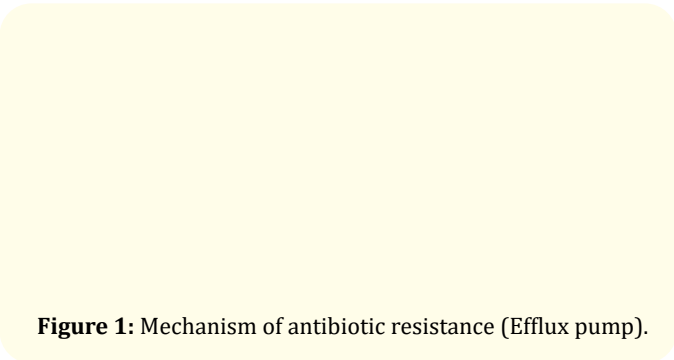 Figure 1: Mechanism of antibiotic resistance (Efflux pump).